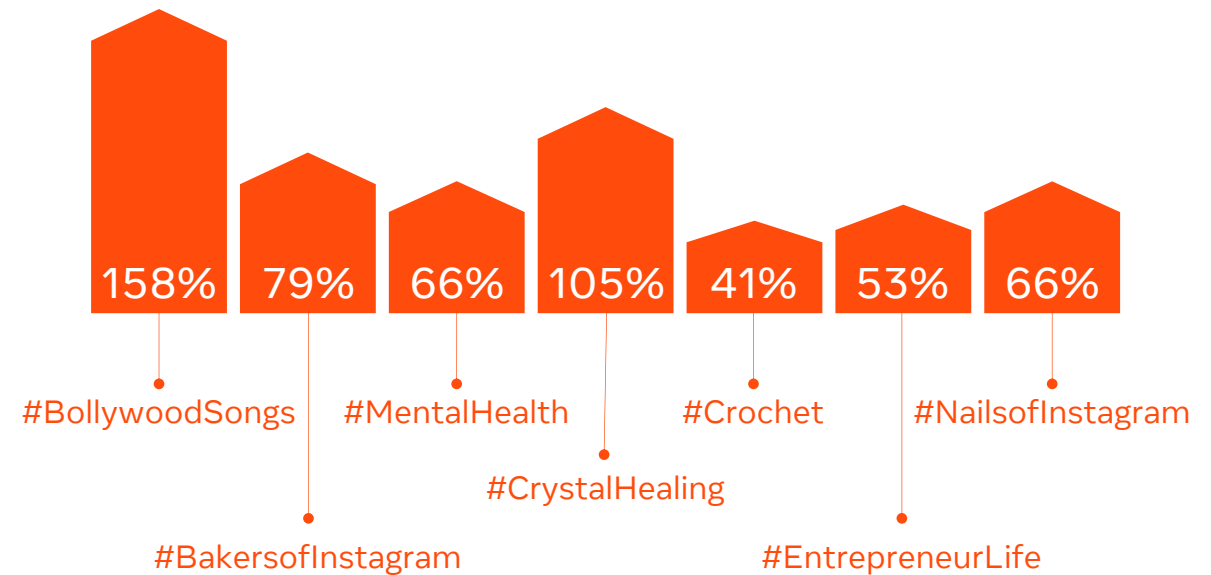 158%
79%
66%
105%
41%
53%
66%
#BollywoodSongs
#MentalHealth
#Crochet
#NailsofInstagram
#CrystalHealing
#BakersofInstagram
#EntrepreneurLife